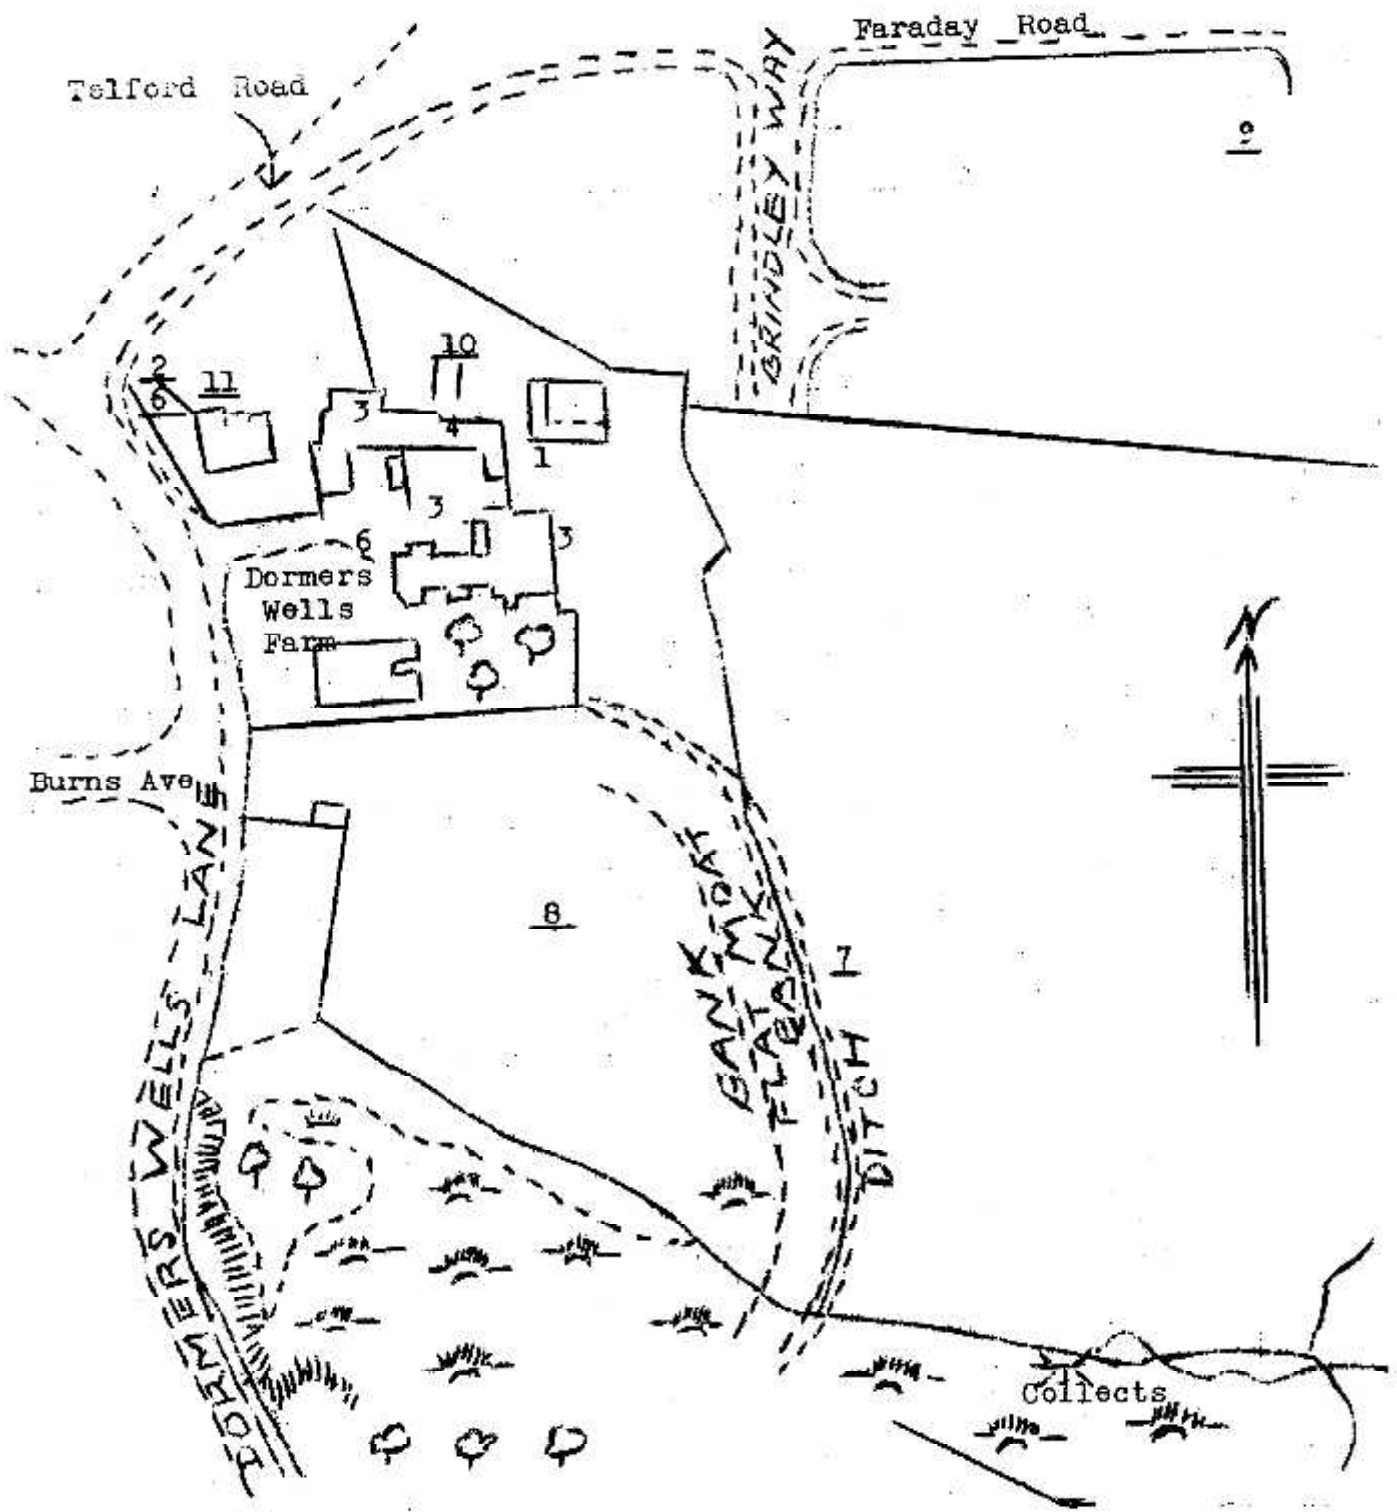 Faraday Road
Telford Road
BRINDLEY WAY
9
2
11
10
6
3
4
1
3
6
3
Dormers
Wells
Farm
Burns Ave
8
7
BANK
MOAT
FLAT
BANK
DITCH
DORMERS WELLS LANE
N
Collects